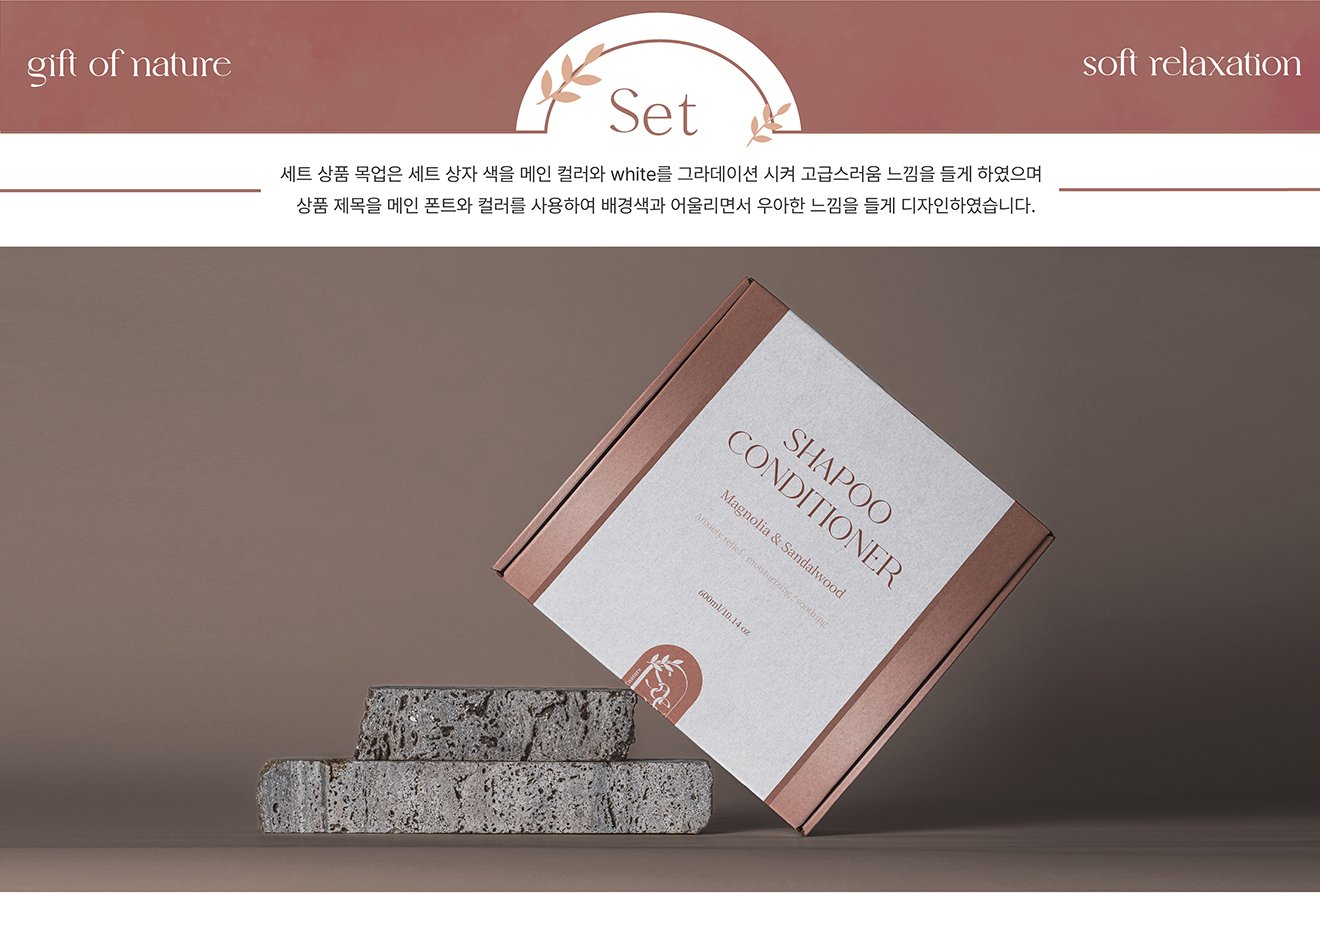 gift of nature
Set
soft relaxation
세트 상품 목업은 세트 상자 색을 메인 컬러와 white를 그라데이션 시켜 고급스러움 느낌을 들게 하였으며
상품 제목을 메인 폰트와 컬러를 사용하여 배경색과 어울리면서 우아한 느낌을 들게 디자인하였습니다.
SHAPOO
CONDITIONER
Magnolia & Sandalwood
Anxiety relief / moisturizing / soothing
600ml/10.14 oz